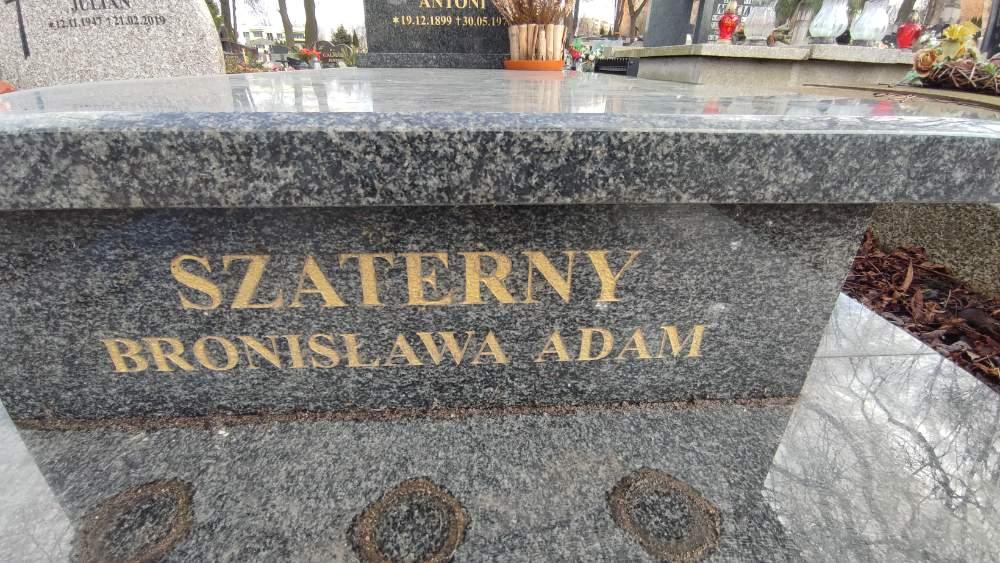 JULIAN
*12.11.1947 †21.02.2019
ANTONI
*19.12.1899 †30.05.19
SZATERNY
BRONISŁAWA ADAM